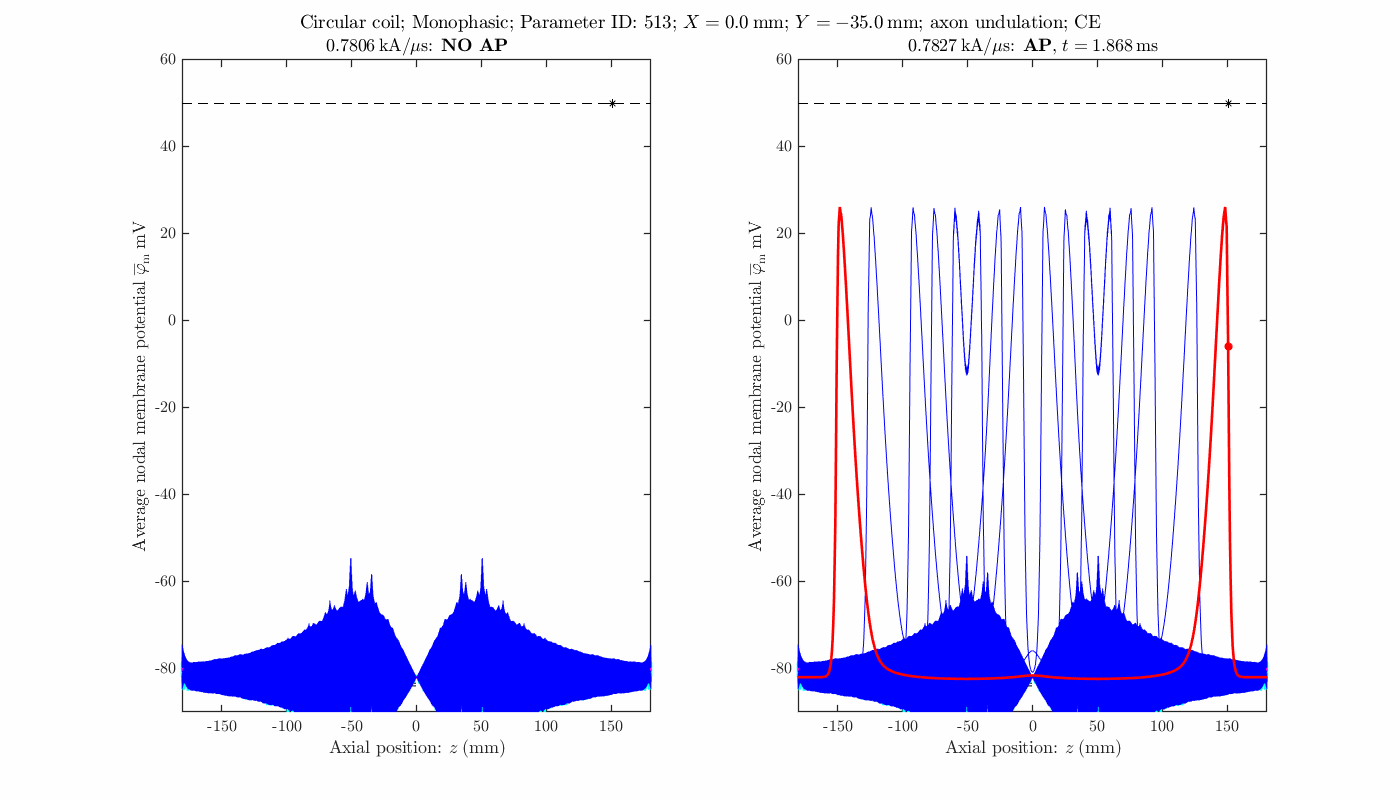 Circular coil; Monophasic; Parameter ID: 513; X = 0.0 mm; Y = −35.0 mm; axon undulation; CE
0.7806 kA/μs: NO AP
60
40
20
0
-20
-40
-60
-80
Average nodal membrane potential φ̅m mV
-150 -100 -50 0 50 100 150
Axial position: z (mm)
0.7827 kA/μs: AP, t = 1.868 ms
60
40
20
0
-20
-40
-60
-80
Average nodal membrane potential φ̅m mV
-150 -100 -50 0 50 100 150
Axial position: z (mm)